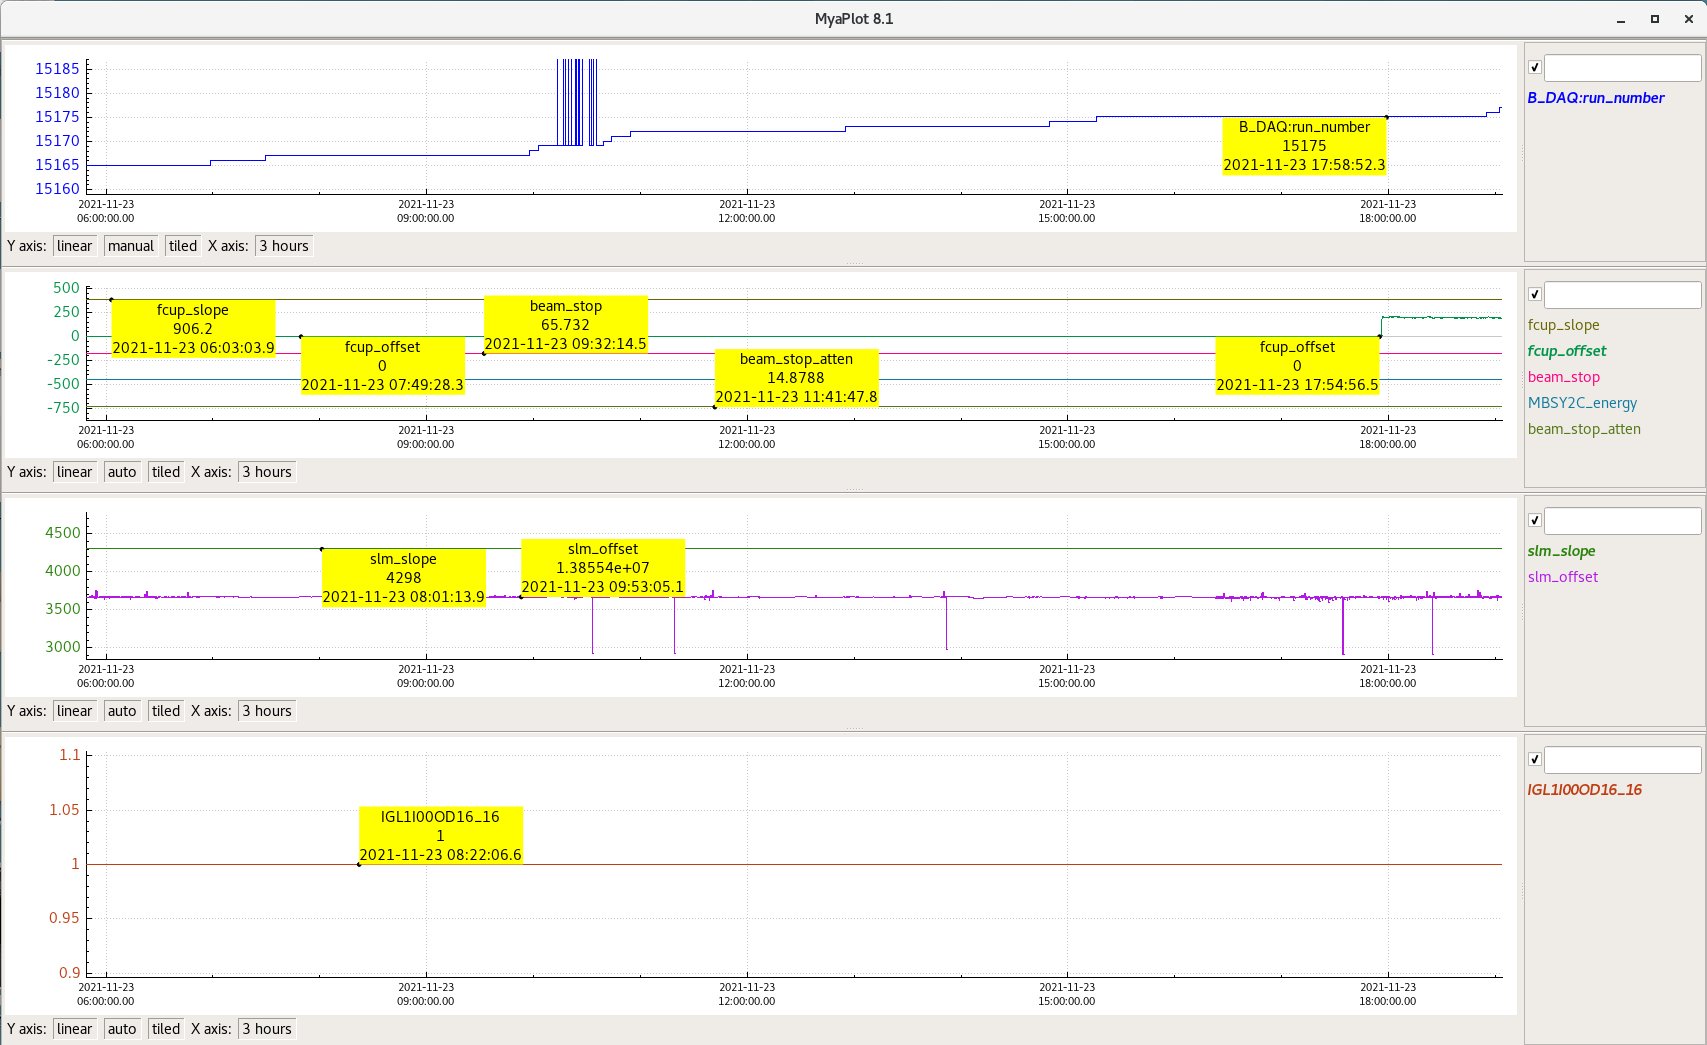 MyaPlot 8.1
15185
15180
15175
15170
15165
15160
B_DAQ:run_number
15175
2021-11-23 17:58:52.3
2021-11-23 2021-11-23 2021-11-23 2021-11-23 2021-11-23
06:00:00.00 09:00:00.00 12:00:00.00 15:00:00.00 18:00:00.00
Y axis: linear manual tiled X axis: 3 hours
B_DAQ:run_number
500
250
0
-250
-500
-750
fcup_slope
906.2
2021-11-23 06:03:03.9
fcup_offset
0
2021-11-23 07:49:28.3
beam_stop
65.732
2021-11-23 09:32:14.5
beam_stop_atten
14.8788
2021-11-23 11:41:47.8
fcup_offset
0
2021-11-23 17:54:56.5
2021-11-23 2021-11-23 2021-11-23 2021-11-23 2021-11-23
06:00:00.00 09:00:00.00 12:00:00.00 15:00:00.00 18:00:00.00
Y axis: linear auto tiled X axis: 3 hours
fcup_slope
fcup_offset
beam_stop
MBSY2C_energy
beam_stop_atten
4500
4000
3500
3000
slm_slope
4298
2021-11-23 08:01:13.9
slm_offset
1.38554e+07
2021-11-23 09:53:05.1
2021-11-23 2021-11-23 2021-11-23 2021-11-23 2021-11-23
06:00:00.00 09:00:00.00 12:00:00.00 15:00:00.00 18:00:00.00
Y axis: linear auto tiled X axis: 3 hours
slm_slope
slm_offset
1.1
1.05
1
0.95
0.9
IGL1I00OD16_16
1
2021-11-23 08:22:06.6
2021-11-23 2021-11-23 2021-11-23 2021-11-23 2021-11-23
06:00:00.00 09:00:00.00 12:00:00.00 15:00:00.00 18:00:00.00
Y axis: linear auto tiled X axis: 3 hours
IGL1I00OD16_16